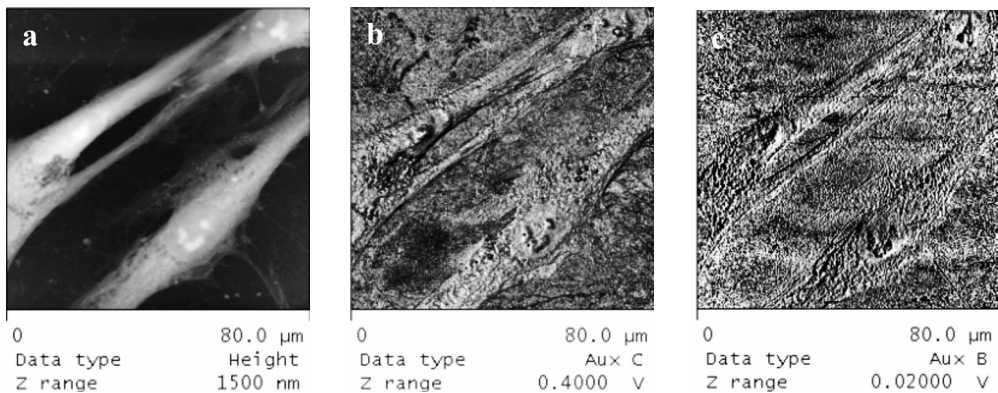 a
0 80.0 µm
Data type Height
Z range 1500 nm
b
0 80.0 µm
Data type Aux C
Z range 0.4000 V
c
0 80.0 µm
Data type Aux B
Z range 0.02000 V